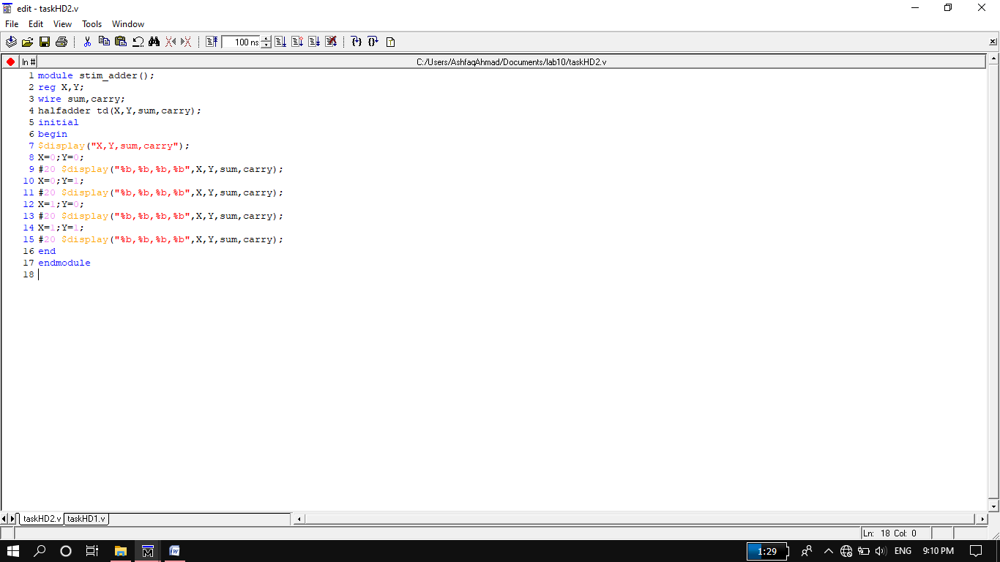 edit - taskHD2.v
File Edit View Tools Window
100 ns
ln #
C:/Users/AshfaqAhmad/Documents/lab10/taskHD2.v
1 module stim_adder();
2 reg X,Y;
3 wire sum,carry;
4 halfadder td(X,Y,sum,carry);
5 initial
6 begin
7 $display("X,Y,sum,carry");
8 X=0;Y=0;
9 #20 $display("%b,%b,%b,%b",X,Y,sum,carry);
10 X=0;Y=1;
11 #20 $display("%b,%b,%b,%b",X,Y,sum,carry);
12 X=1;Y=0;
13 #20 $display("%b,%b,%b,%b",X,Y,sum,carry);
14 X=1;Y=1;
15 #20 $display("%b,%b,%b,%b",X,Y,sum,carry);
16 end
17 endmodule
18
taskHD2.v taskHD1.v
Ln: 18 Col: 0
1:29 ENG 9:10 PM